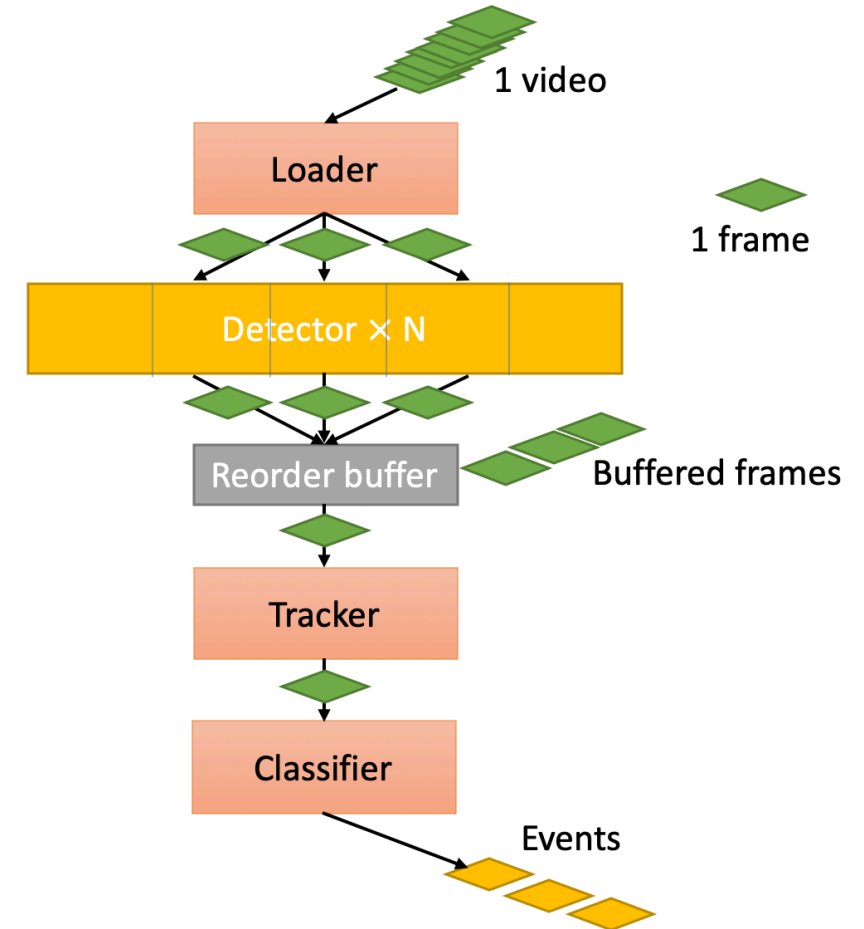 1 video
Loader
1 frame
Detector × N
Reorder buffer
Buffered frames
Tracker
Classifier
Events